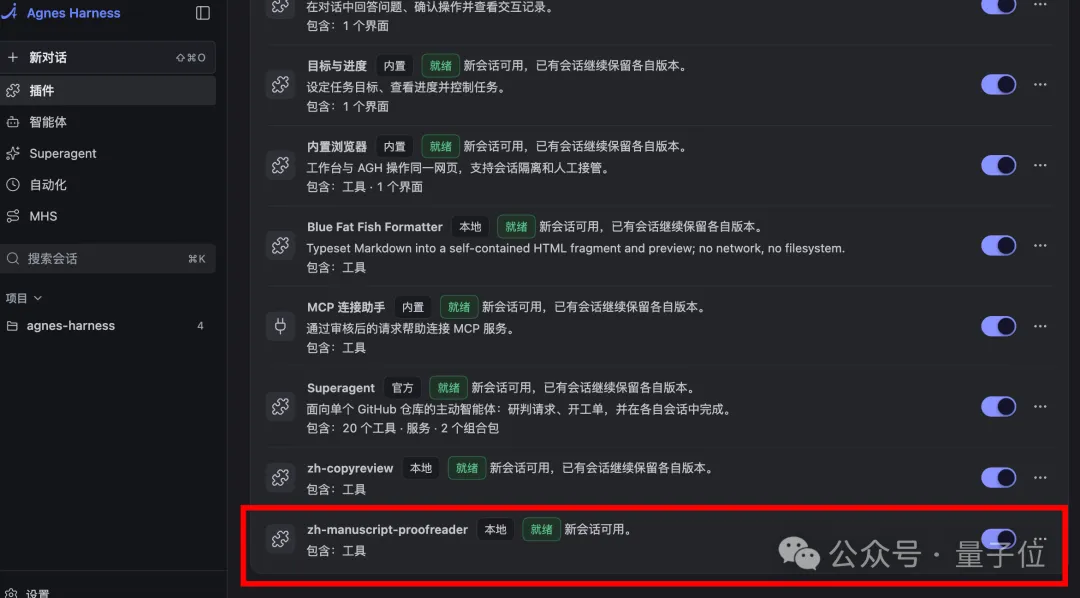 Agnes Harness
新对话 ⇧⌘O
插件
智能体
Superagent
自动化
MHS
搜索会话 ⌘K
项目
agnes-harness 4
设置
在对话中回答问题、确认操作并查看交互记录。
包含：1 个界面
目标与进度 内置 就绪 新会话可用，已有会话继续保留各自版本。
设定任务目标、查看进度并控制任务。
包含：1 个界面
内置浏览器 内置 就绪 新会话可用，已有会话继续保留各自版本。
工作台与 AGH 操作同一网页，支持会话隔离和人工接管。
包含：工具 · 1 个界面
Blue Fat Fish Formatter 本地 就绪 新会话可用，已有会话继续保留各自版本。
Typeset Markdown into a self-contained HTML fragment and preview; no network, no filesystem.
包含：工具
MCP 连接助手 内置 就绪 新会话可用，已有会话继续保留各自版本。
通过审核后的请求帮助连接 MCP 服务。
包含：工具
Superagent 官方 就绪 新会话可用，已有会话继续保留各自版本。
面向单个 GitHub 仓库的主动智能体：研判请求、开工单，并在各自会话中完成。
包含：20 个工具 · 服务 · 2 个组合包
zh-copyreview 本地 就绪 新会话可用，已有会话继续保留各自版本。
包含：工具
zh-manuscript-proofreader 本地 就绪 新会话可用。
包含：工具
公众号 · 量子位